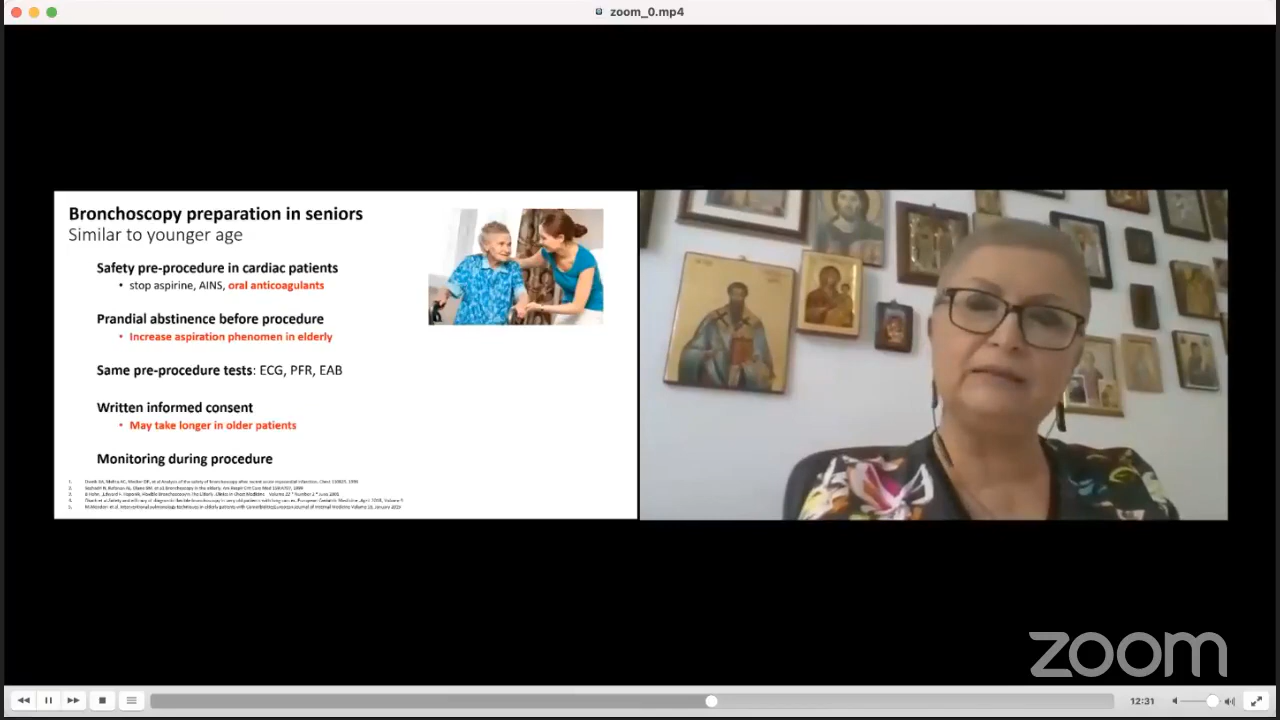 zoom_0.mp4
Bronchoscopy preparation in seniors
Similar to younger age
Safety pre-procedure in cardiac patients
• stop aspirine, AINS, oral anticoagulants
Prandial abstinence before procedure
• Increase aspiration phenomen in elderly
Same pre-procedure tests: ECG, PFR, EAB
Written informed consent
• May take longer in older patients
Monitoring during procedure
zoom
12:31